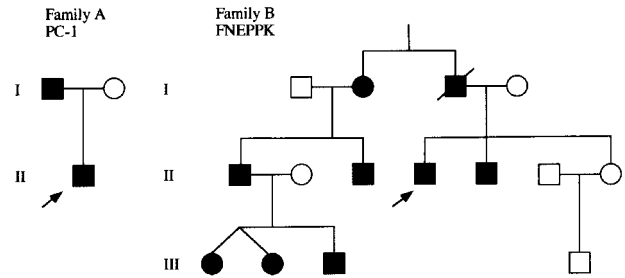 Family A
PC-1
Family B
FNEPPK
I
I
II
II
III